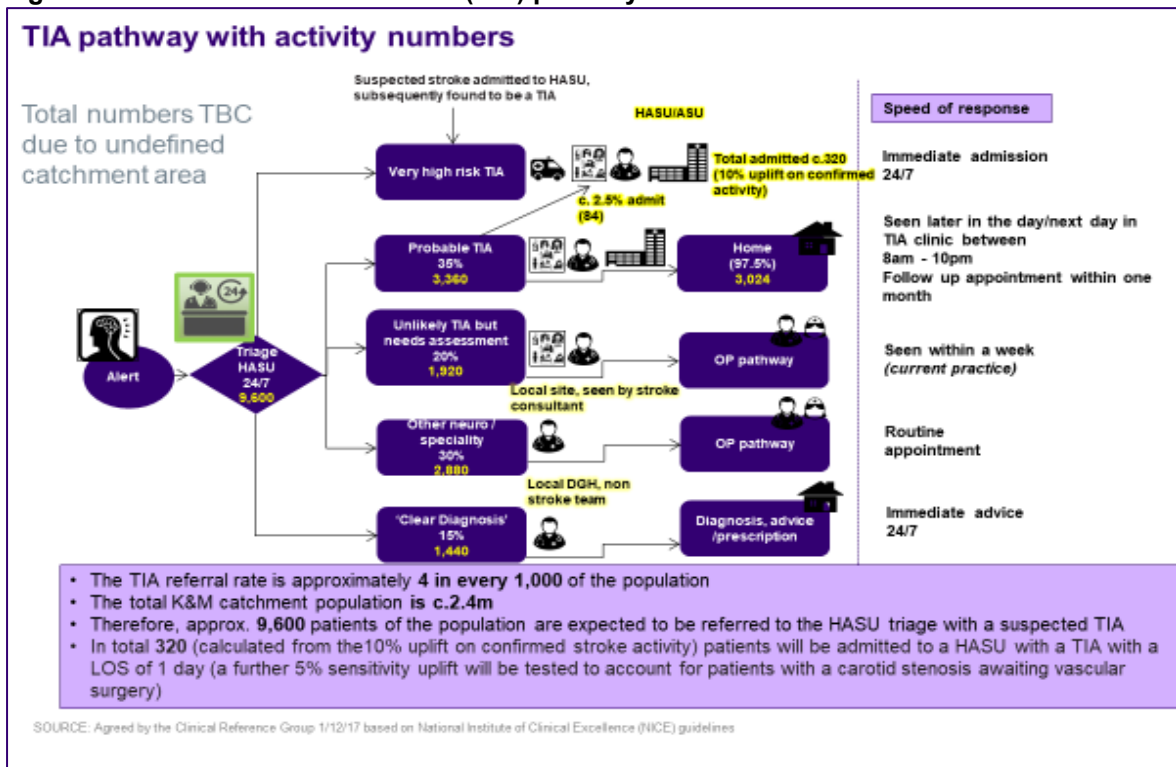 TIA pathway with activity numbers
Total numbers TBC
due to undefined
catchment area
Suspected stroke admitted to HASU,
subsequently found to be a TIA
HASU/ASU
Speed of response
Very high risk TIA
Total admitted c.320
(10% uplift on confirmed
activity)
Immediate admission
24/7
c. 2.5% admit
(84)
Probable TIA
35%
3,360
Home
(97.5%)
3,024
Seen later in the day/next day in
TIA clinic between
8am - 10pm
Follow up appointment within one
month
24
Alert
Triage
HASU
24/7
9,600
Unlikely TIA but
needs assessment
20%
1,920
Local site, seen by stroke
consultant
OP pathway
Seen within a week
(current practice)
Other neuro /
speciality
30%
2,880
Local DGH, non
stroke team
OP pathway
Routine
appointment
'Clear Diagnosis'
15%
1,440
Diagnosis, advice
/prescription
Immediate advice
24/7
• The TIA referral rate is approximately 4 in every 1,000 of the population
• The total K&M catchment population is c.2.4m
• Therefore, approx. 9,600 patients of the population are expected to be referred to the HASU triage with a suspected TIA
• In total 320 (calculated from the10% uplift on confirmed stroke activity) patients will be admitted to a HASU with a TIA with a
LOS of 1 day (a further 5% sensitivity uplift will be tested to account for patients with a carotid stenosis awaiting vascular
surgery)
SOURCE: Agreed by the Clinical Reference Group 1/12/17 based on National Institute of Clinical Excellence (NICE) guidelines